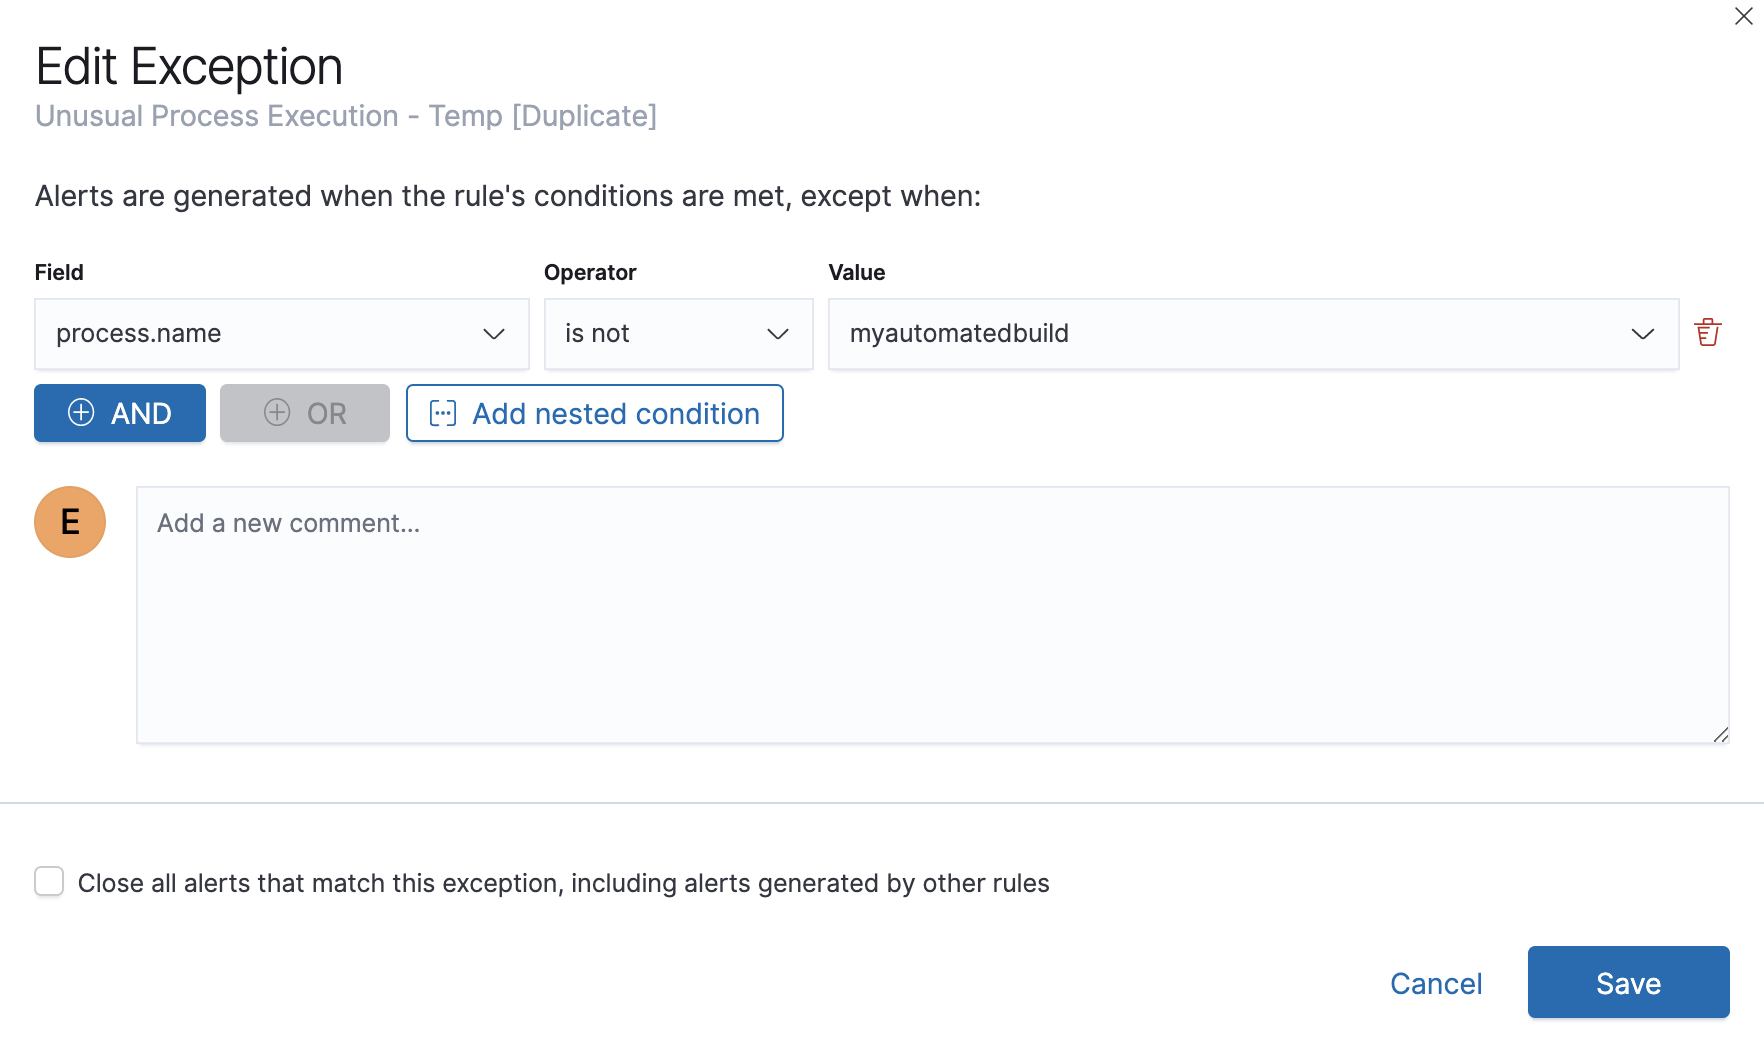 Edit Exception
Unusual Process Execution - Temp [Duplicate]
Alerts are generated when the rule's conditions are met, except when:
Field Operator Value
process.name is not myautomatedbuild
AND OR Add nested condition
E Add a new comment...
Close all alerts that match this exception, including alerts generated by other rules
Cancel Save